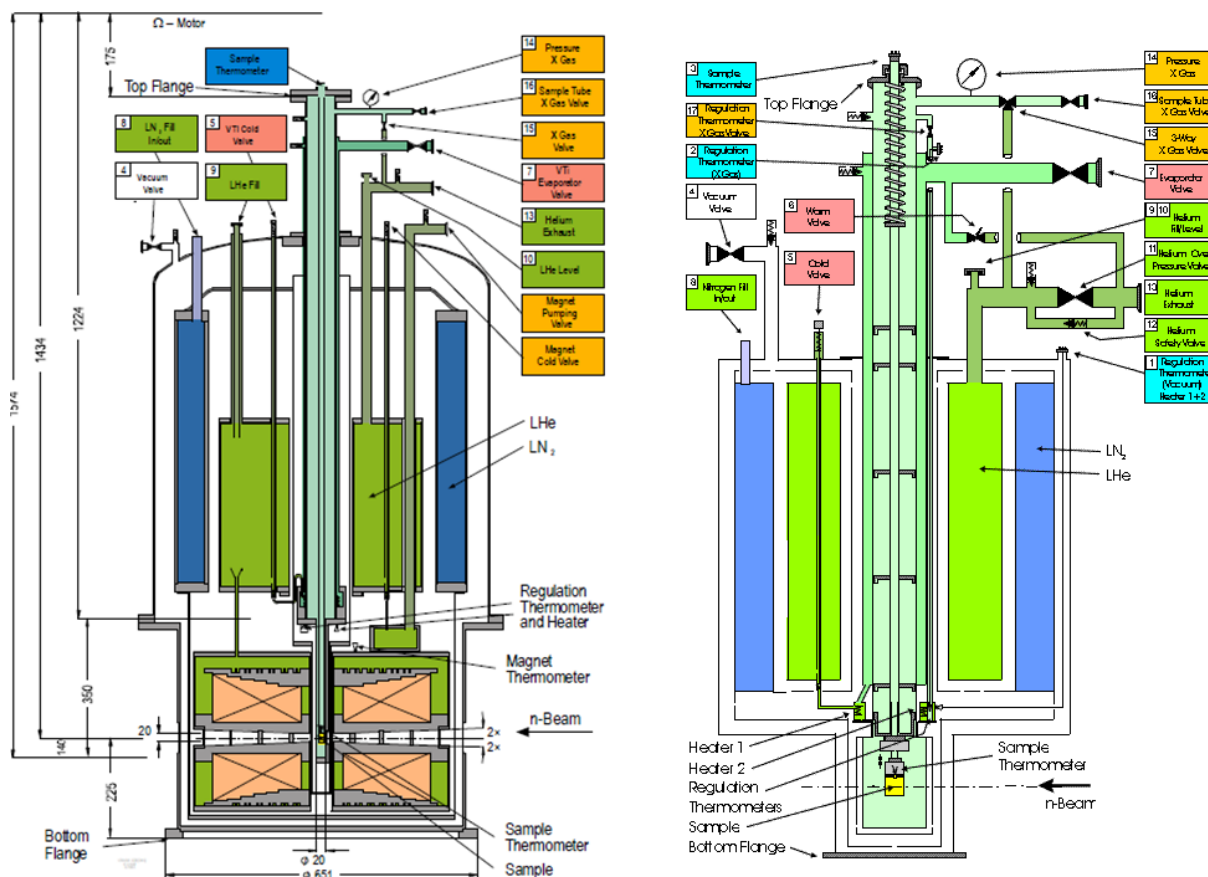 Ω – Motor
175
Sample
Thermometer
Top Flange
14
Pressure
X Gas
16
Sample Tube
X Gas Valve
15
X Gas
Valve
7
VTi
Evaporator
Valve
13
Helium
Exhaust
10
LHe Level
Magnet
Pumping
Valve
Magnet
Cold Valve
8
LN₂ Fill
In/out
5
VTI Cold
Valve
4
Vacuum
Valve
9
LHe Fill
1574
1434
1224
LHe
LN₂
Regulation
Thermometer
and Heater
Magnet
Thermometer
350
20
140
225
n-Beam
2×
2×
Bottom
Flange
Sample
Thermometer
Sample
ϕ 20
ϕ 651
3
Sample
Thermometer
Top Flange
17
Regulation
Thermometer
X Gas Valve
2
Regulation
Thermometer
(X Gas)
4
Vacuum
Valve
6
Warm
Valve
5
Cold
Valve
8
Nitrogen Fill
In/out
14
Pressure
X Gas
16
Sample Tube
X Gas Valve
15
3-Way
X Gas Valve
7
Evaporator
Valve
9
10
Helium
Fill/Level
11
Helium Over
Pressure Valve
13
Helium
Exhaust
12
Helium
Safety Valve
1
Regulation
Thermometer
(Vacuum)
Heater 1+2
LN₂
LHe
Heater 1
Heater 2
Regulation
Thermometers
Sample
Bottom Flange
Sample
Thermometer
n-Beam